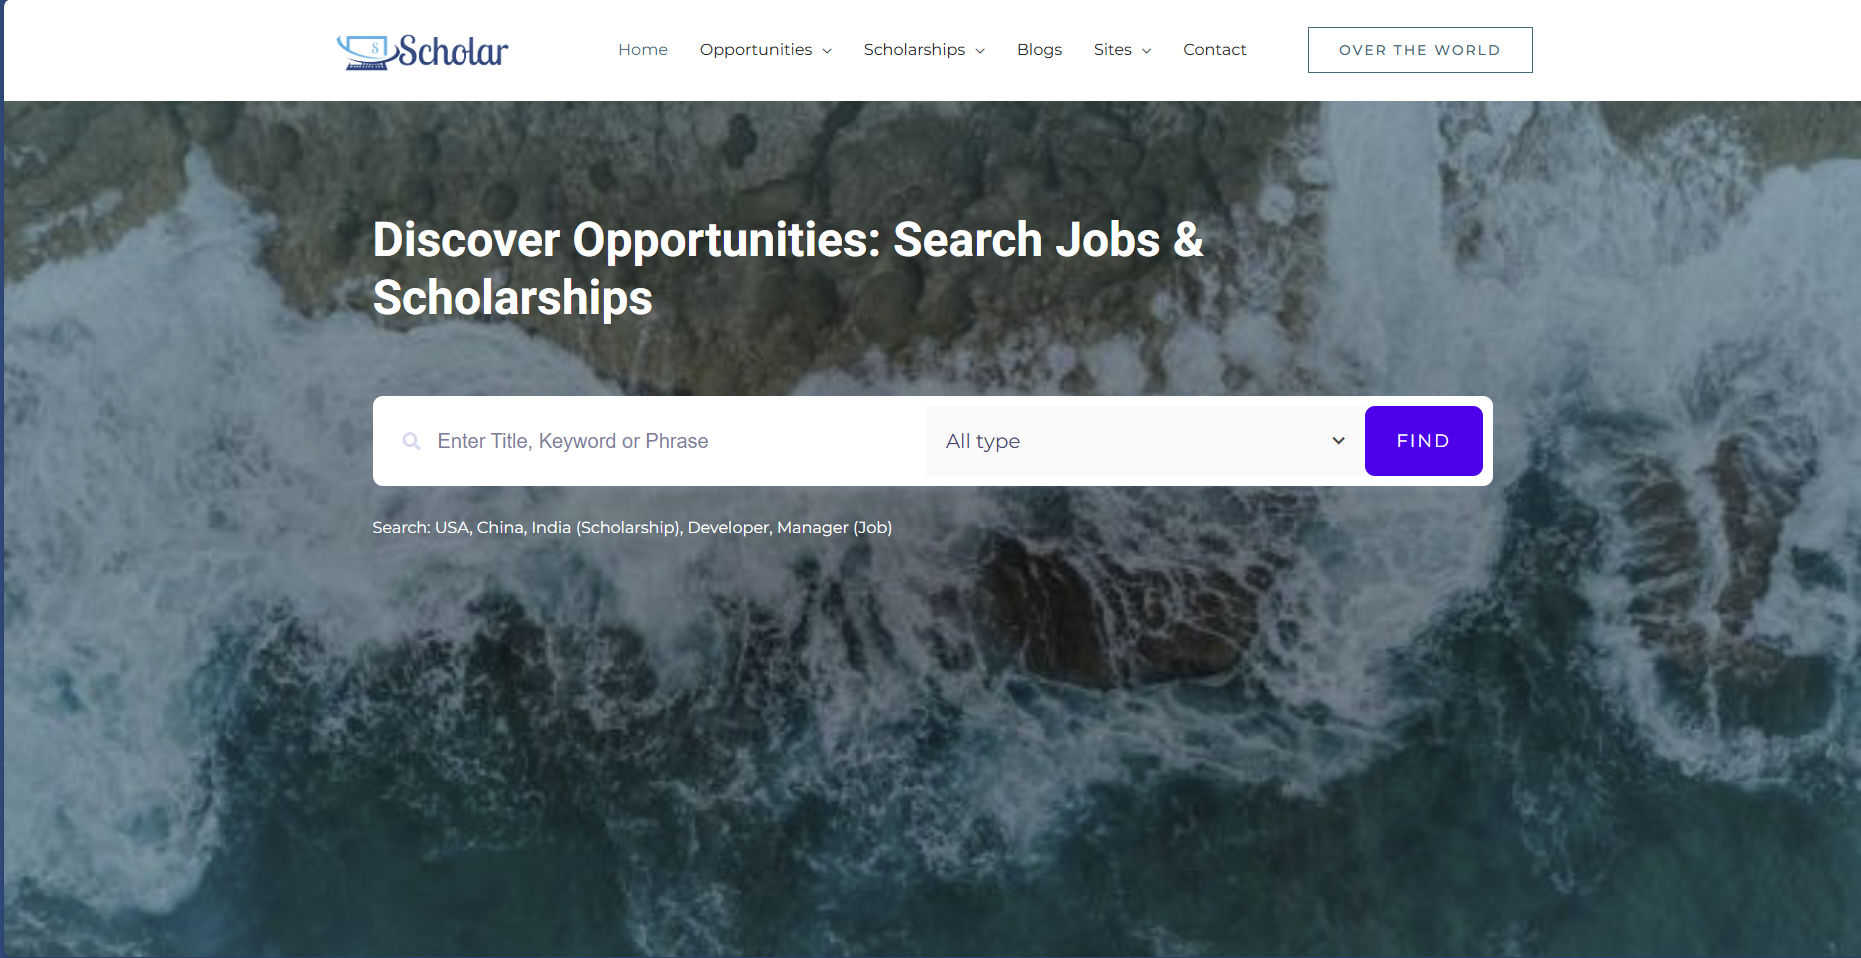 S Scholar
Home Opportunities Scholarships Blogs Sites Contact OVER THE WORLD
Discover Opportunities: Search Jobs &
Scholarships
Enter Title, Keyword or Phrase All type FIND
Search: USA, China, India (Scholarship), Developer, Manager (Job)